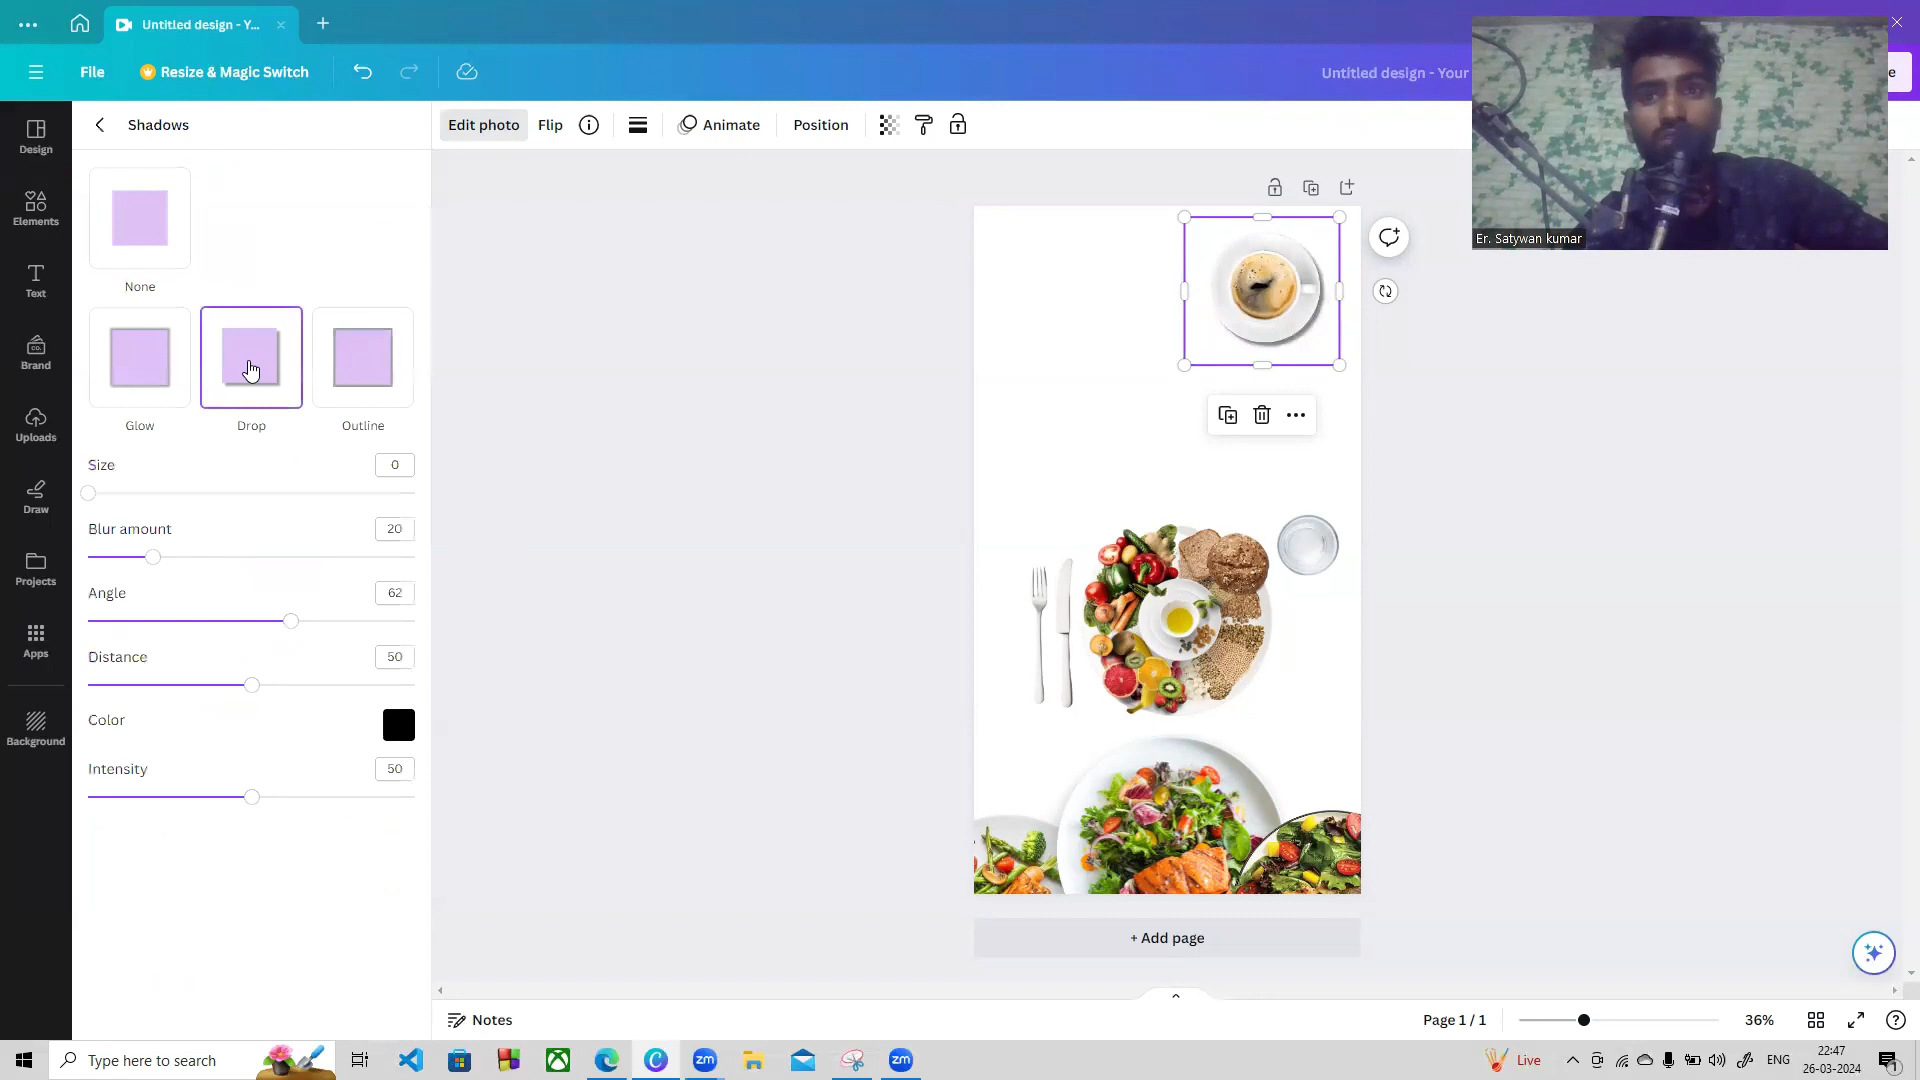 Untitled design - Y...
File
Resize & Magic Switch
Untitled design - Your
e
Er. Satywan kumar
Shadows
Edit photo
Flip
Animate
Position
Design
Elements
Text
Brand
Uploads
Draw
Projects
Apps
Background
None
Glow
Drop
Outline
Size
0
Blur amount
20
Angle
62
Distance
50
Color
Intensity
50
+ Add page
Notes
Page 1 / 1
36%
Type here to search
zm
zm
Live
ENG
22:47
26-03-2024
1